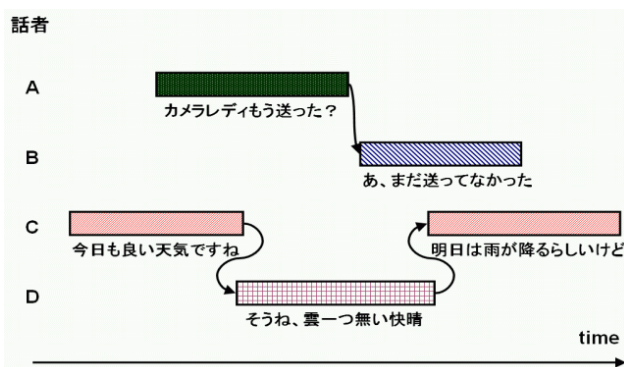 話者
A
カメラレディもう送った？
B
あ、まだ送ってなかった
C
今日も良い天気ですね
明日は雨が降るらしいけど
D
そうね、雲一つ無い快晴
time